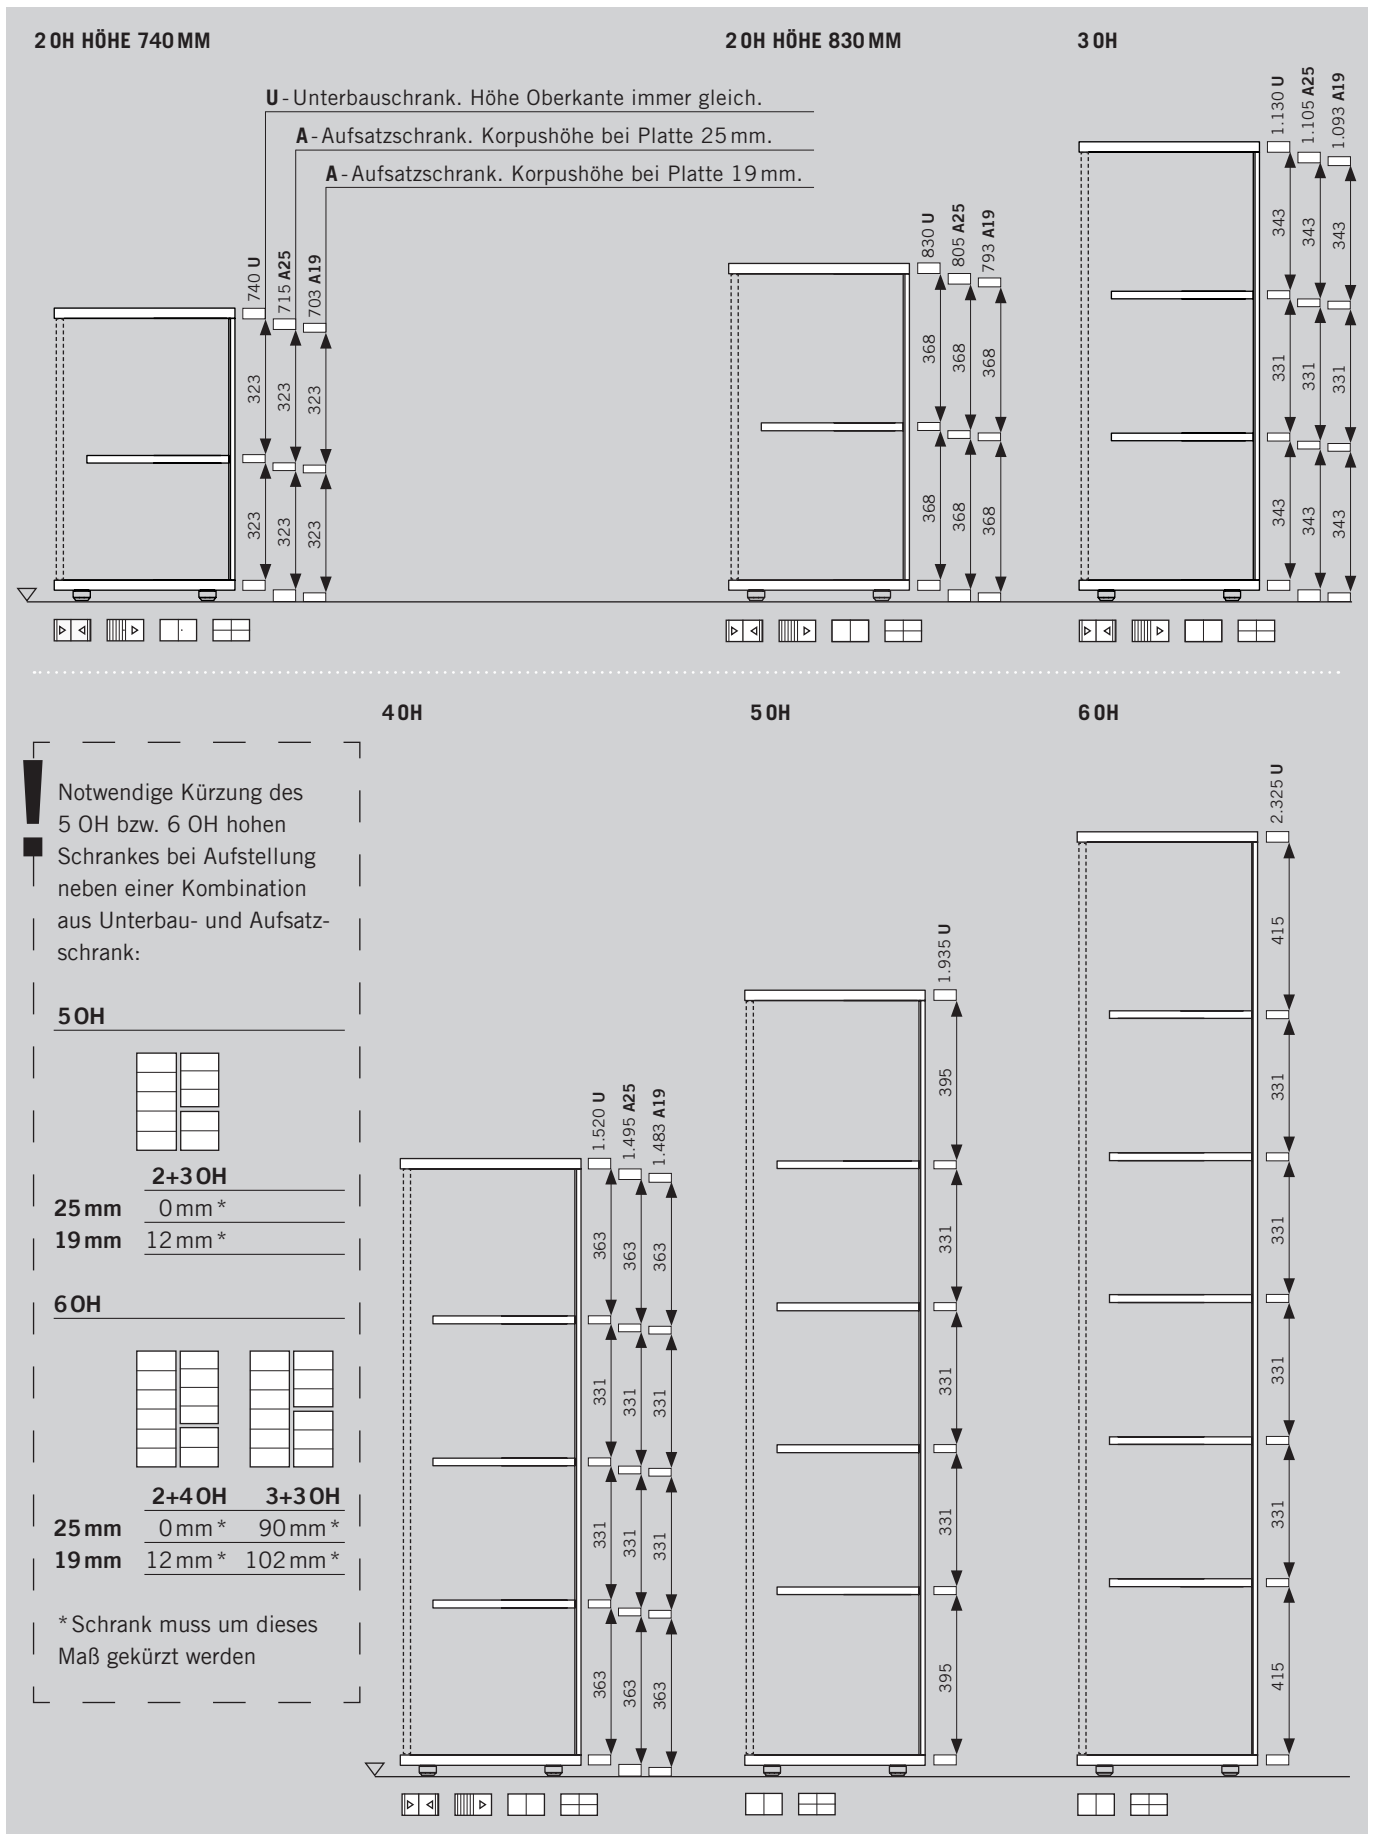 2 OH HÖHE 740 MM
2 OH HÖHE 830 MM
3 OH
U - Unterbauschrank. Höhe Oberkante immer gleich.
A - Aufsatzschrank. Korpushöhe bei Platte 25 mm.
A - Aufsatzschrank. Korpushöhe bei Platte 19 mm.
740 U
715 A25
703 A19
323
323
323
323
323
323
830 U
805 A25
793 A19
368
368
368
368
368
368
1.130 U
1.105 A25
1.093 A19
343
343
343
331
331
331
343
343
343
4 OH
5 OH
6 OH
!
Notwendige Kürzung des
5 OH bzw. 6 OH hohen
Schrankes bei Aufstellung
neben einer Kombination
aus Unterbau- und Aufsatz-
schrank:
5 OH
2+3 OH
25 mm 0 mm *
19 mm 12 mm *
6 OH
2+4 OH 3+3 OH
25 mm 0 mm * 90 mm *
19 mm 12 mm * 102 mm *
* Schrank muss um dieses
Maß gekürzt werden
1.520 U
1.495 A25
1.483 A19
363
363
363
331
331
331
331
331
331
363
363
363
1.935 U
395
331
331
331
395
2.325 U
415
331
331
331
331
415